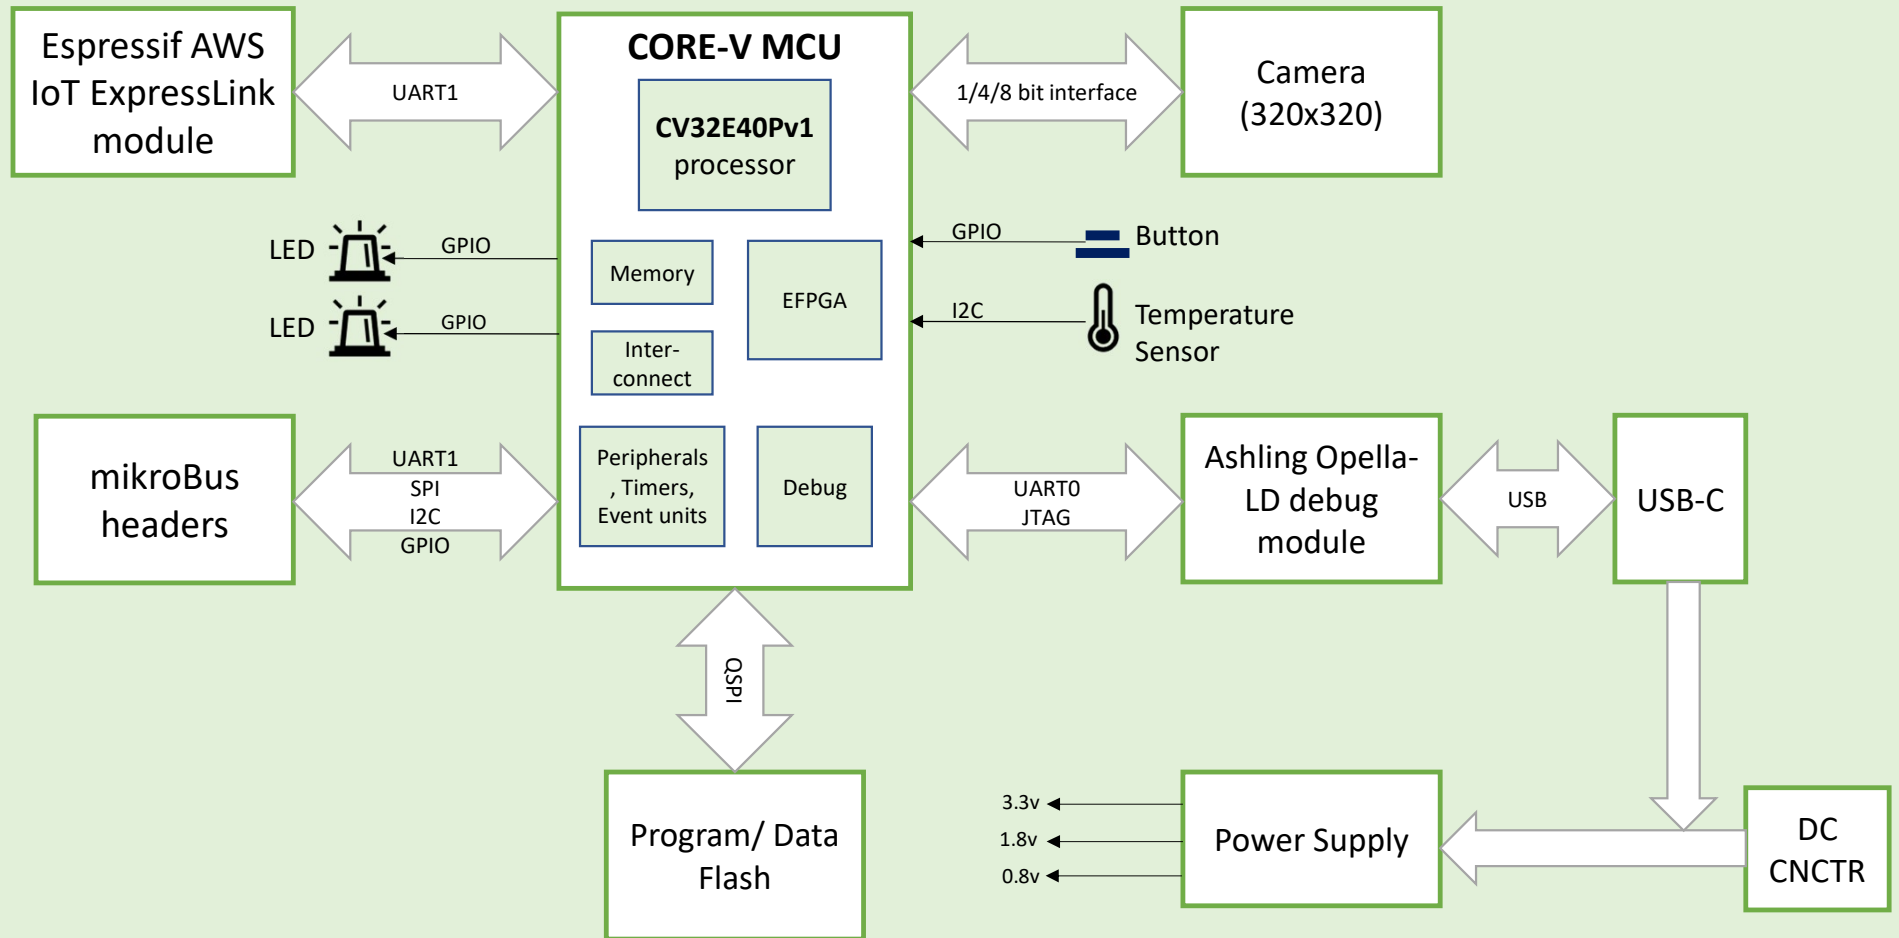 Espressif AWS
IoT ExpressLink
module
UART1
CORE-V MCU
CV32E40Pv1
processor
1/4/8 bit interface
Camera
(320x320)
LED
GPIO
LED
GPIO
Memory
EFPGA
Inter-
connect
GPIO
Button
I2C
Temperature
Sensor
mikroBus
headers
UART1
SPI
I2C
GPIO
Peripherals
, Timers,
Event units
Debug
UART0
JTAG
Ashling Opella-
LD debug
module
USB
USB-C
QSPI
Program/ Data
Flash
3.3v
1.8v
0.8v
Power Supply
DC
CNCTR